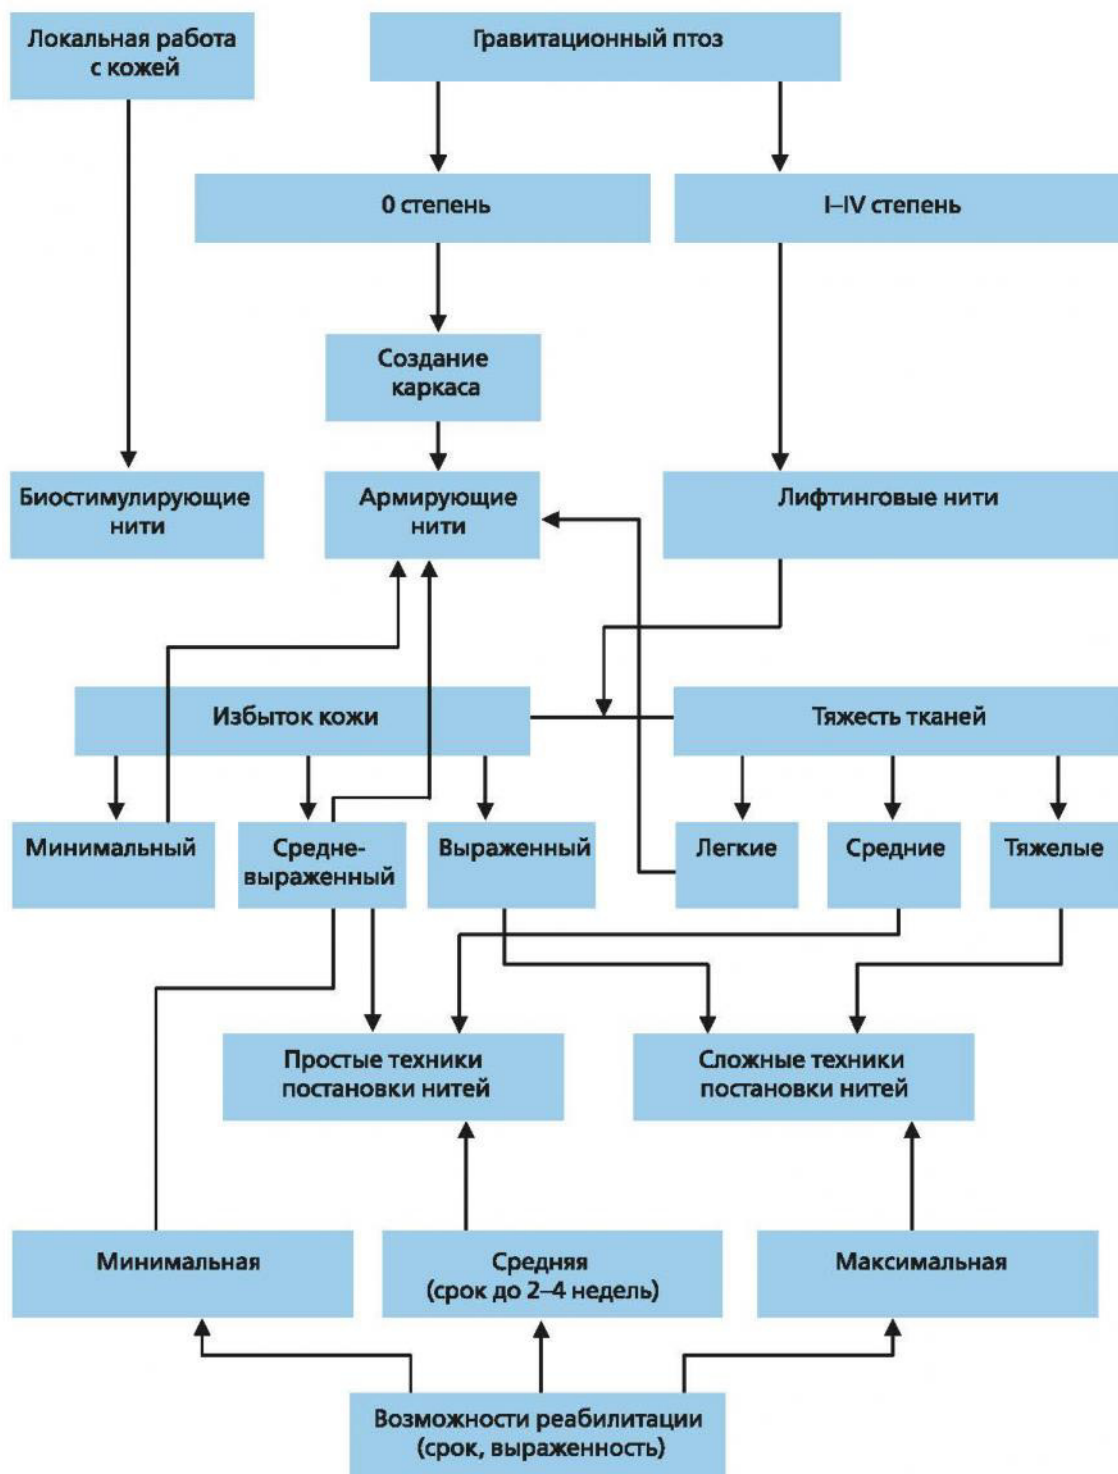 Локальная работа
с кожей
Гравитационный птоз
0 степень
I–IV степень
Создание
каркаса
Биостимулирующие
нити
Армирующие
нити
Лифтинговые нити
Избыток кожи
Тяжесть тканей
Минимальный
Средне-
выраженный
Выраженный
Легкие
Средние
Тяжелые
Простые техники
постановки нитей
Сложные техники
постановки нитей
Минимальная
Средняя
(срок до 2–4 недель)
Максимальная
Возможности реабилитации
(срок, выраженность)